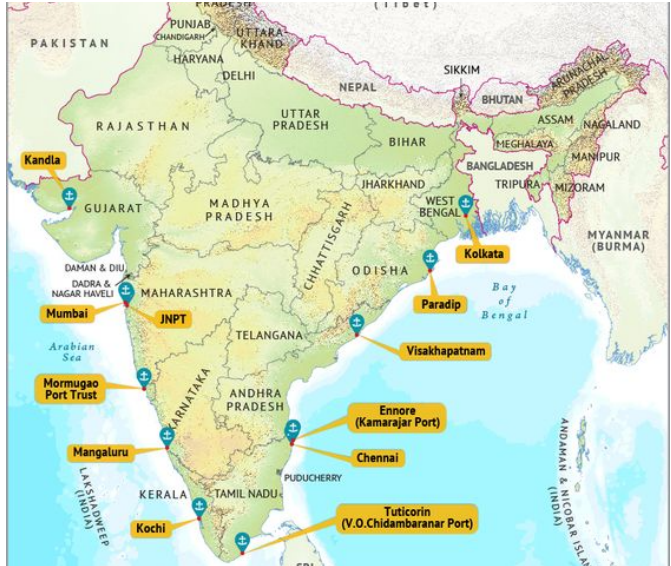 PRADESH
(Tibet)
PUNJAB
CHANDIGARH
UTTARA-
KHAND
PAKISTAN
HARYANA
DELHI
NEPAL
SIKKIM
BHUTAN
ARUNACHAL
PRADESH
RAJASTHAN
UTTAR
PRADESH
BIHAR
ASSAM
NAGALAND
MEGHALAYA
MANIPUR
BANGLADESH
TRIPURA
MIZORAM
Kandla
GUJARAT
MADHYA
PRADESH
JHARKHAND
WEST
BENGAL
CHHATTISGARH
MYANMAR
(BURMA)
Kolkata
DAMAN & DIU
DADRA &
NAGAR HAVELI
MAHARASHTRA
ODISHA
Paradip
Bay
of
Bengal
Mumbai
JNPT
TELANGANA
Visakhapatnam
Arabian
Sea
Mormugao
Port Trust
KARNATAKA
ANDHRA
PRADESH
Ennore
(Kamarajar Port)
Mangaluru
Chennai
PUDUCHERRY
LAKSHADWEEP
(INDIA)
KERALA
TAMIL NADU
Kochi
Tuticorin
(V.O.Chidambaranar Port)
ANDAMAN & NICOBAR
(INDIA)
SRI